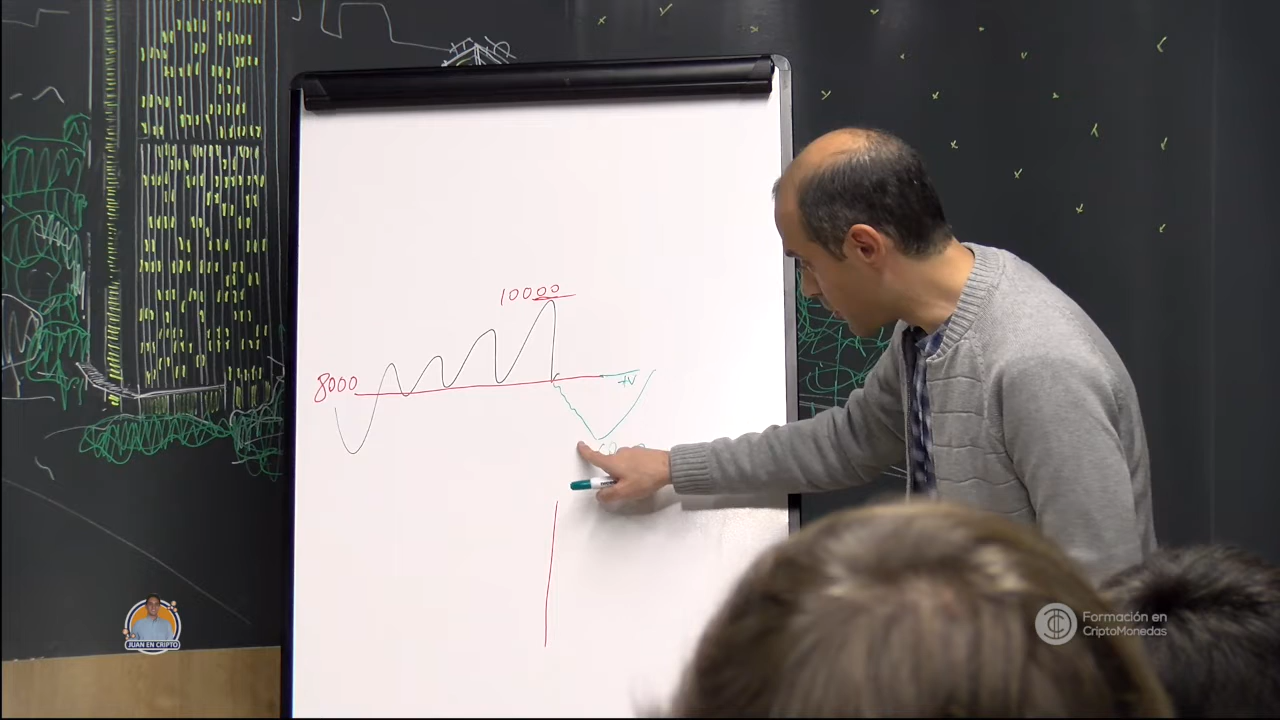 10000
8000
+V
JUAN EN CRIPTO
Formación en
CriptoMonedas